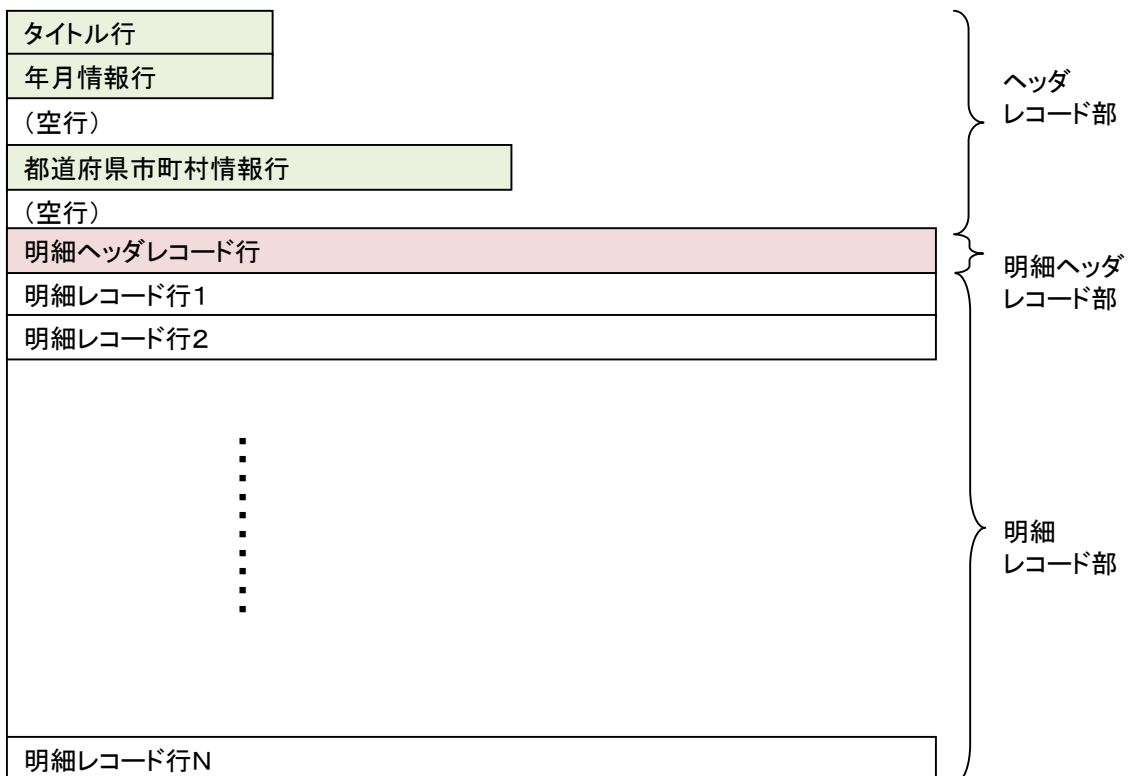 タイトル行
年月情報行
（空行）
都道府県市町村情報行
（空行）
明細ヘッダレコード行
明細レコード行１
明細レコード行２
明細レコード行Ｎ
ヘッダ
レコード部
明細ヘッダ
レコード部
明細
レコード部